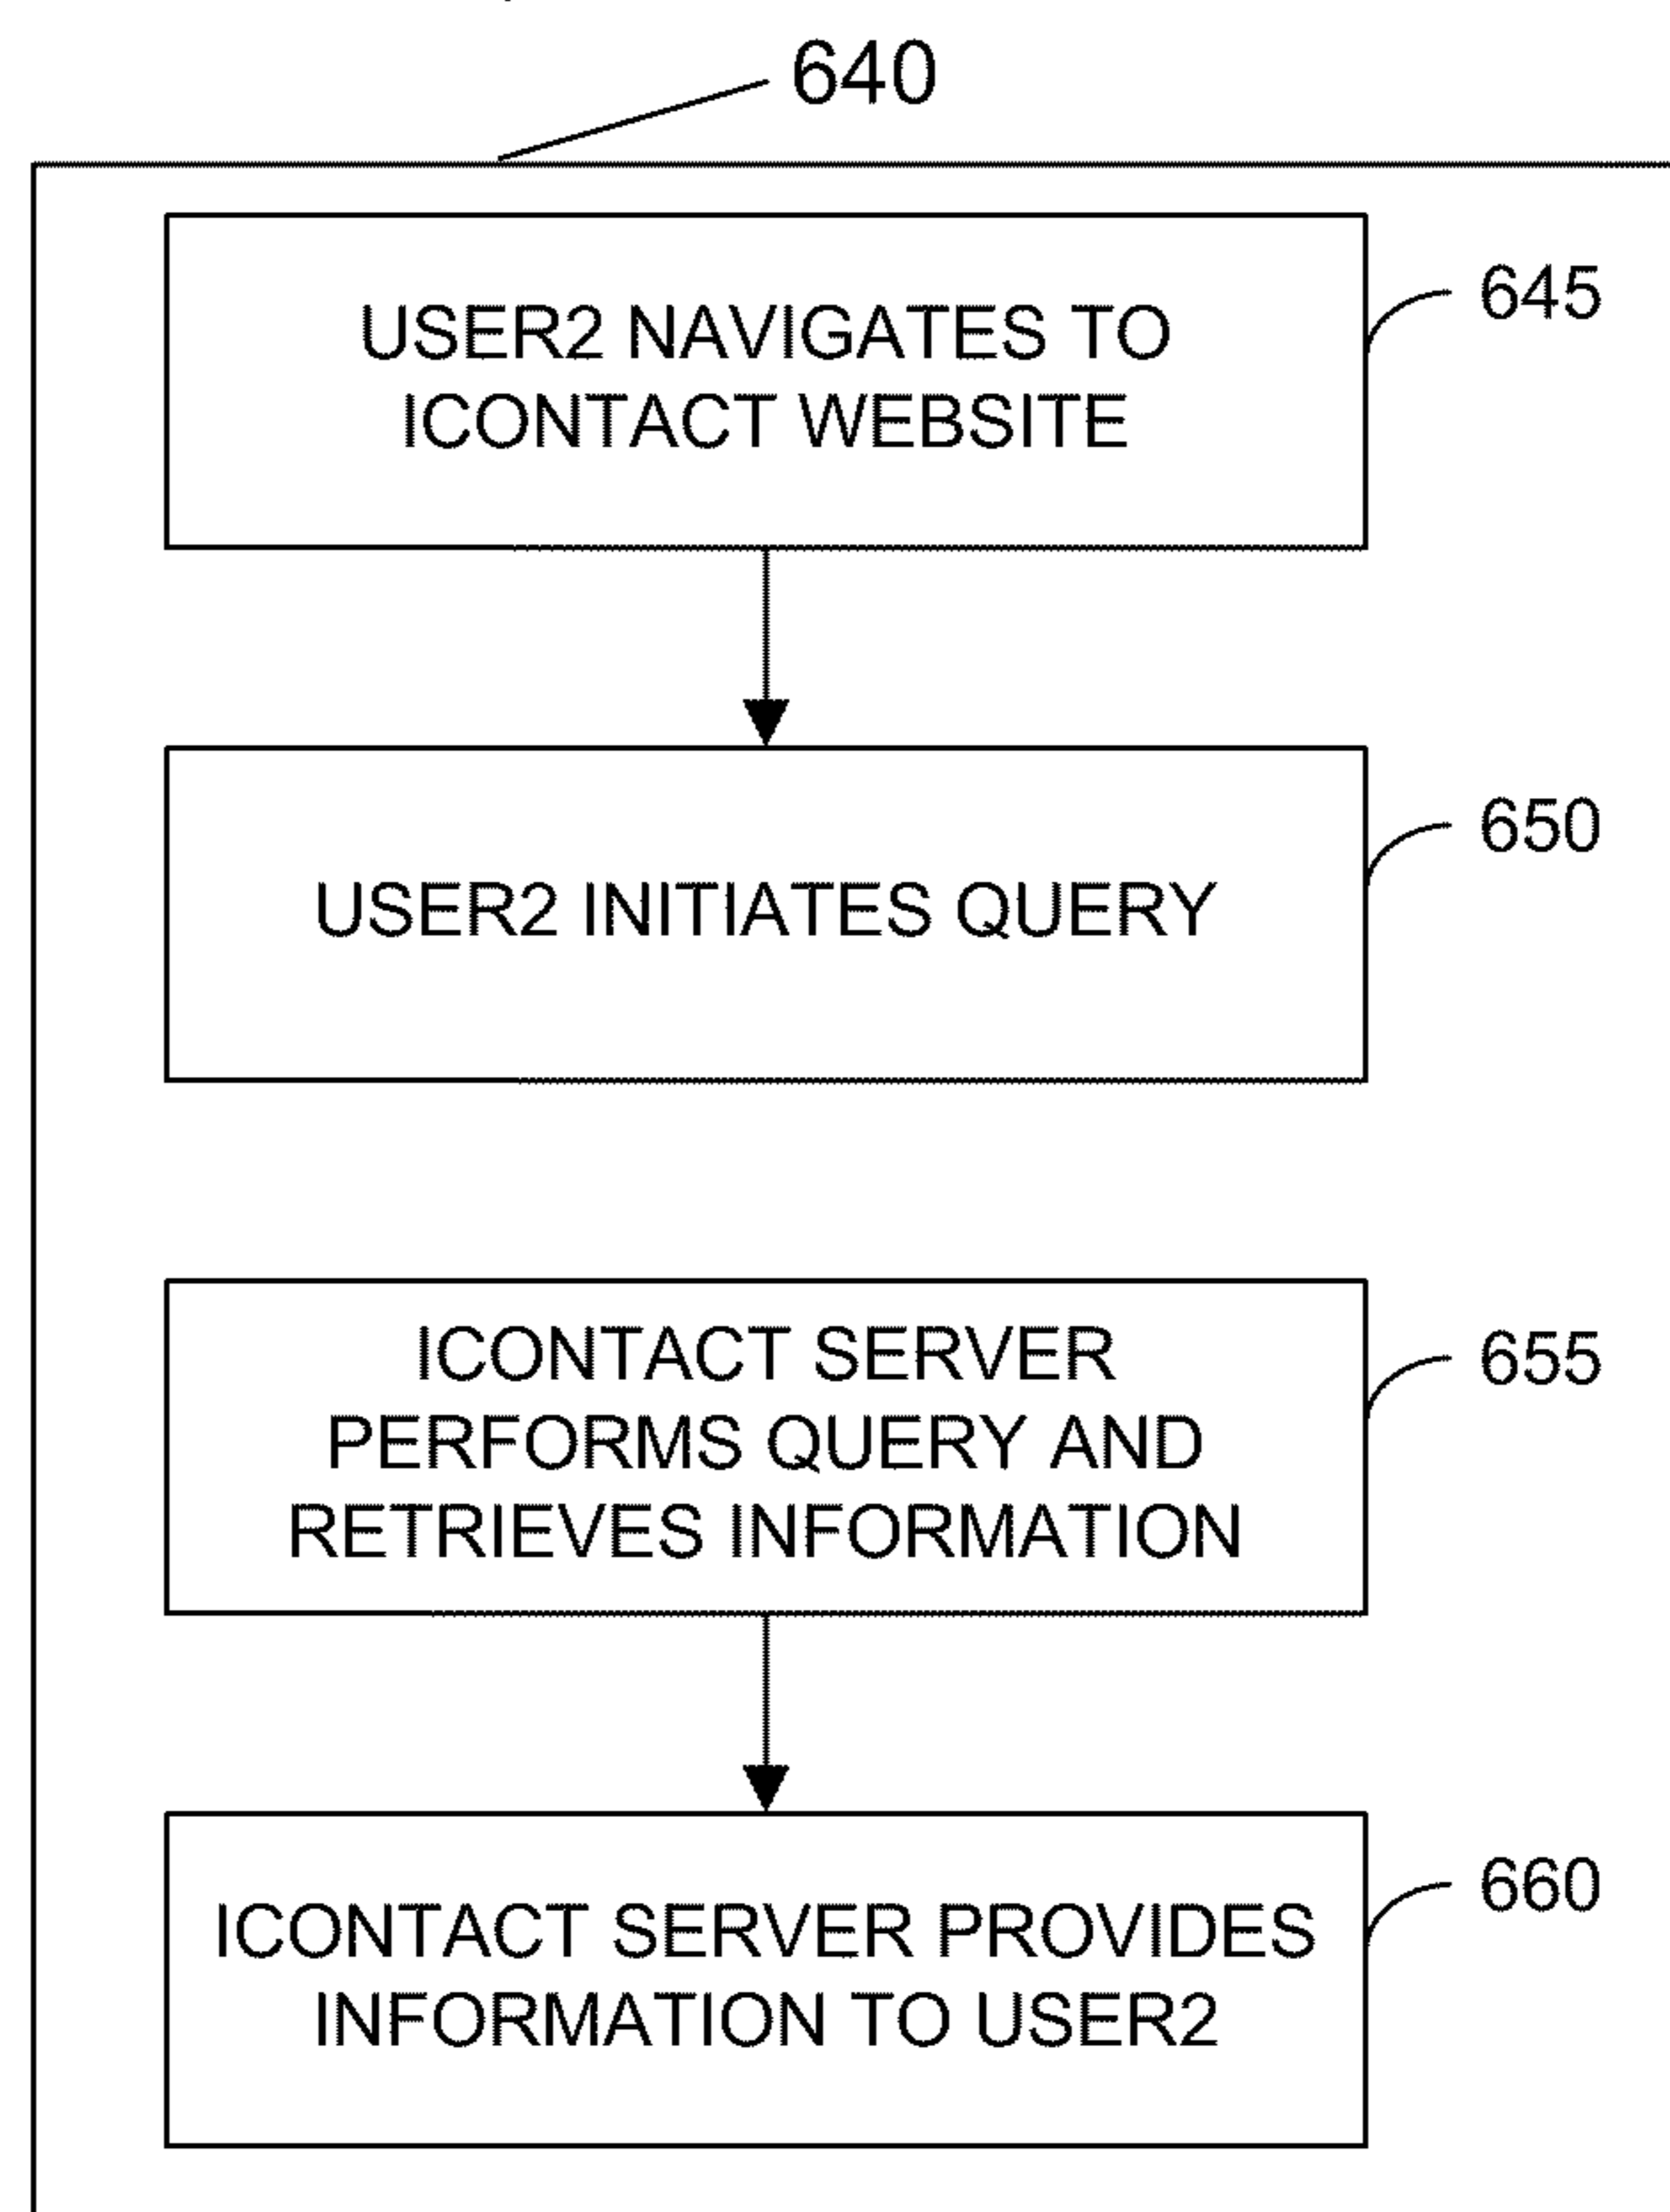 640
USER2 NAVIGATES TO
ICONTACT WEBSITE
645
USER2 INITIATES QUERY
650
ICONTACT SERVER
PERFORMS QUERY AND
RETRIEVES INFORMATION
655
ICONTACT SERVER PROVIDES
INFORMATION TO USER2
660